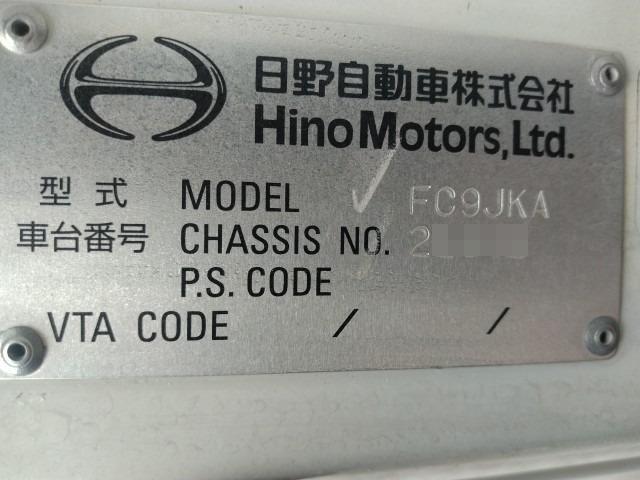 日野自動車株式会社
Hino Motors, Ltd.
型式 MODEL FC9JKA
車台番号 CHASSIS NO. 2
P.S. CODE
VTA CODE / /